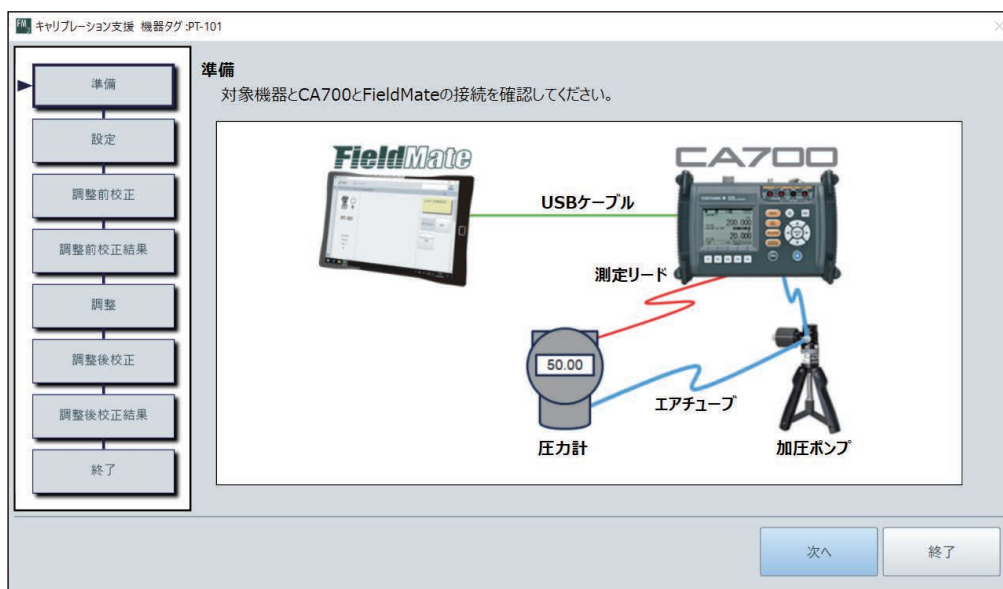 FM
キャリブレーション支援 機器タグ:PT-101
準備
設定
調整前校正
調整前校正結果
調整
調整後校正
調整後校正結果
終了
準備
対象機器とCA700とFieldMateの接続を確認してください。
FieldMate
CA700
USBケーブル
200.000
20.000
測定リード
50.00
エアチューブ
圧力計
加圧ポンプ
次へ
終了